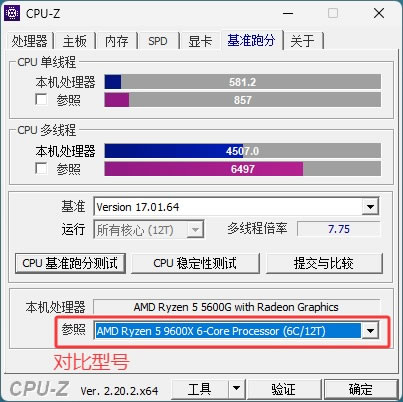 CPU-Z
处理器 主板 内存 SPD 显卡 基准跑分 关于
CPU 单线程
本机处理器 581.2
参照 857
CPU 多线程
本机处理器 4507.0
参照 6497
基准 Version 17.01.64
运行 所有核心 (12T) 多线程倍率 7.75
CPU 基准跑分测试 CPU 稳定性测试 提交与比较
本机处理器 AMD Ryzen 5 5600G with Radeon Graphics
参照 AMD Ryzen 5 9600X 6-Core Processor (6C/12T)
对比型号
CPU-Z Ver. 2.20.2.x64 工具 验证 确定